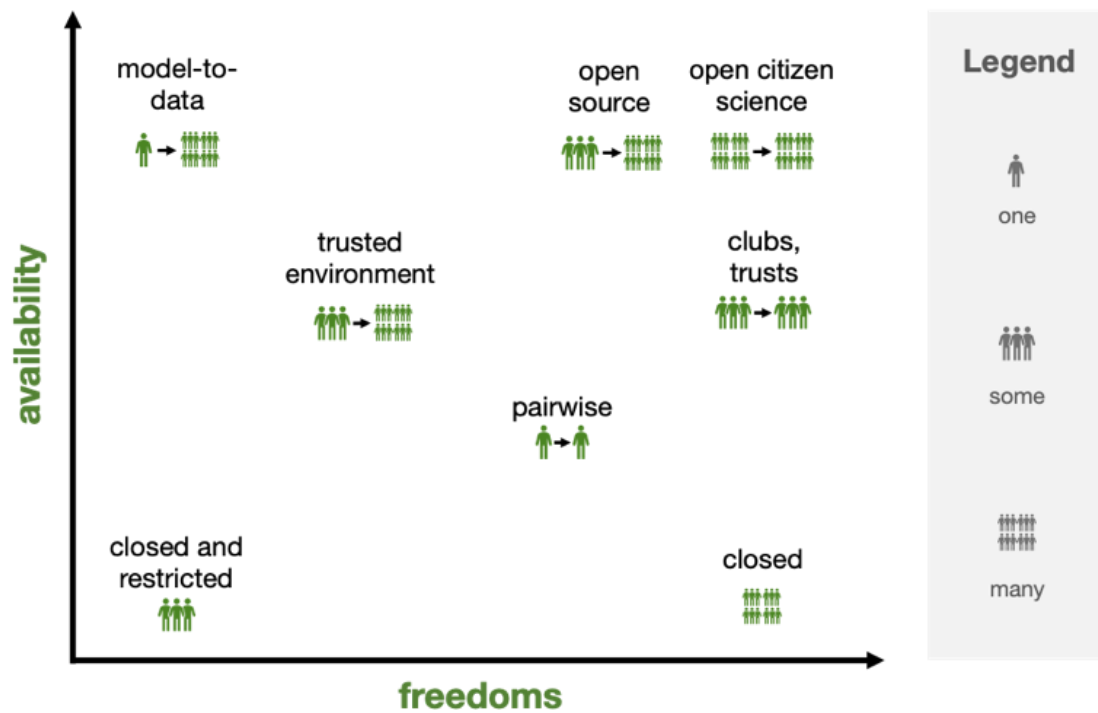 model-to-
data
open
source
open citizen
science
trusted
environment
clubs,
trusts
pairwise
closed and
restricted
closed
availability
freedoms
Legend
one
some
many